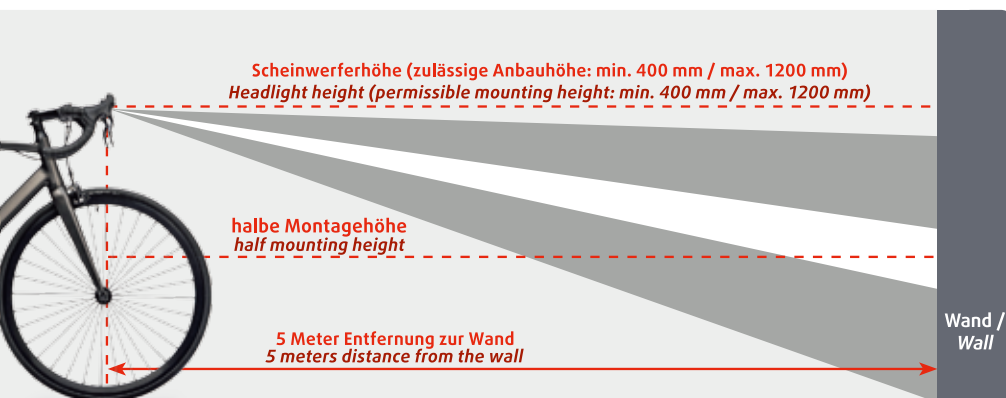 Scheinwerferhöhe (zulässige Anbauhöhe: min. 400 mm / max. 1200 mm)
Headlight height (permissible mounting height: min. 400 mm / max. 1200 mm)
halbe Montagehöhe
half mounting height
5 Meter Entfernung zur Wand
5 meters distance from the wall
Wand /
Wall